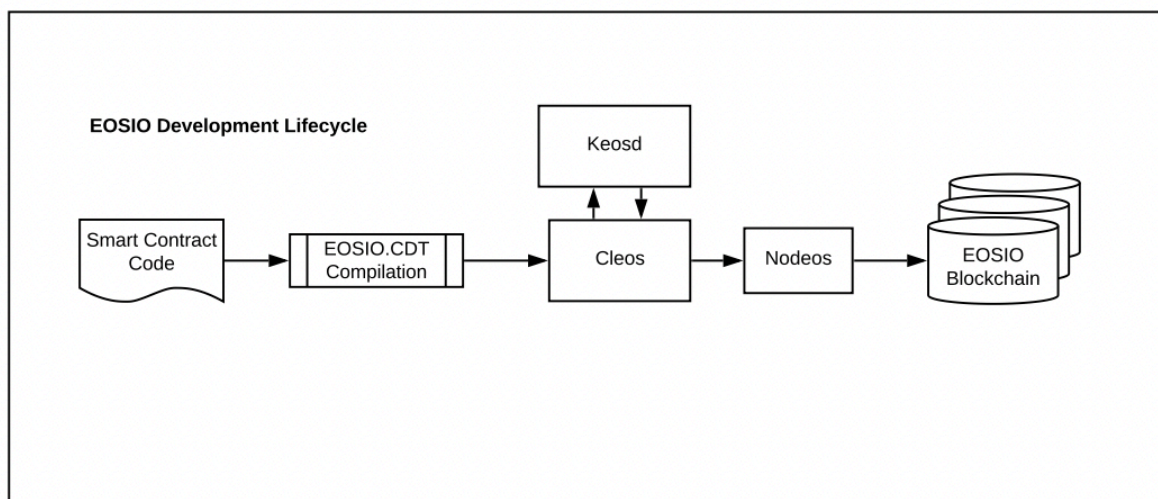 EOSIO Development Lifecycle
Keosd
Smart Contract
Code
EOSIO.CDT
Compilation
Cleos
Nodeos
EOSIO
Blockchain